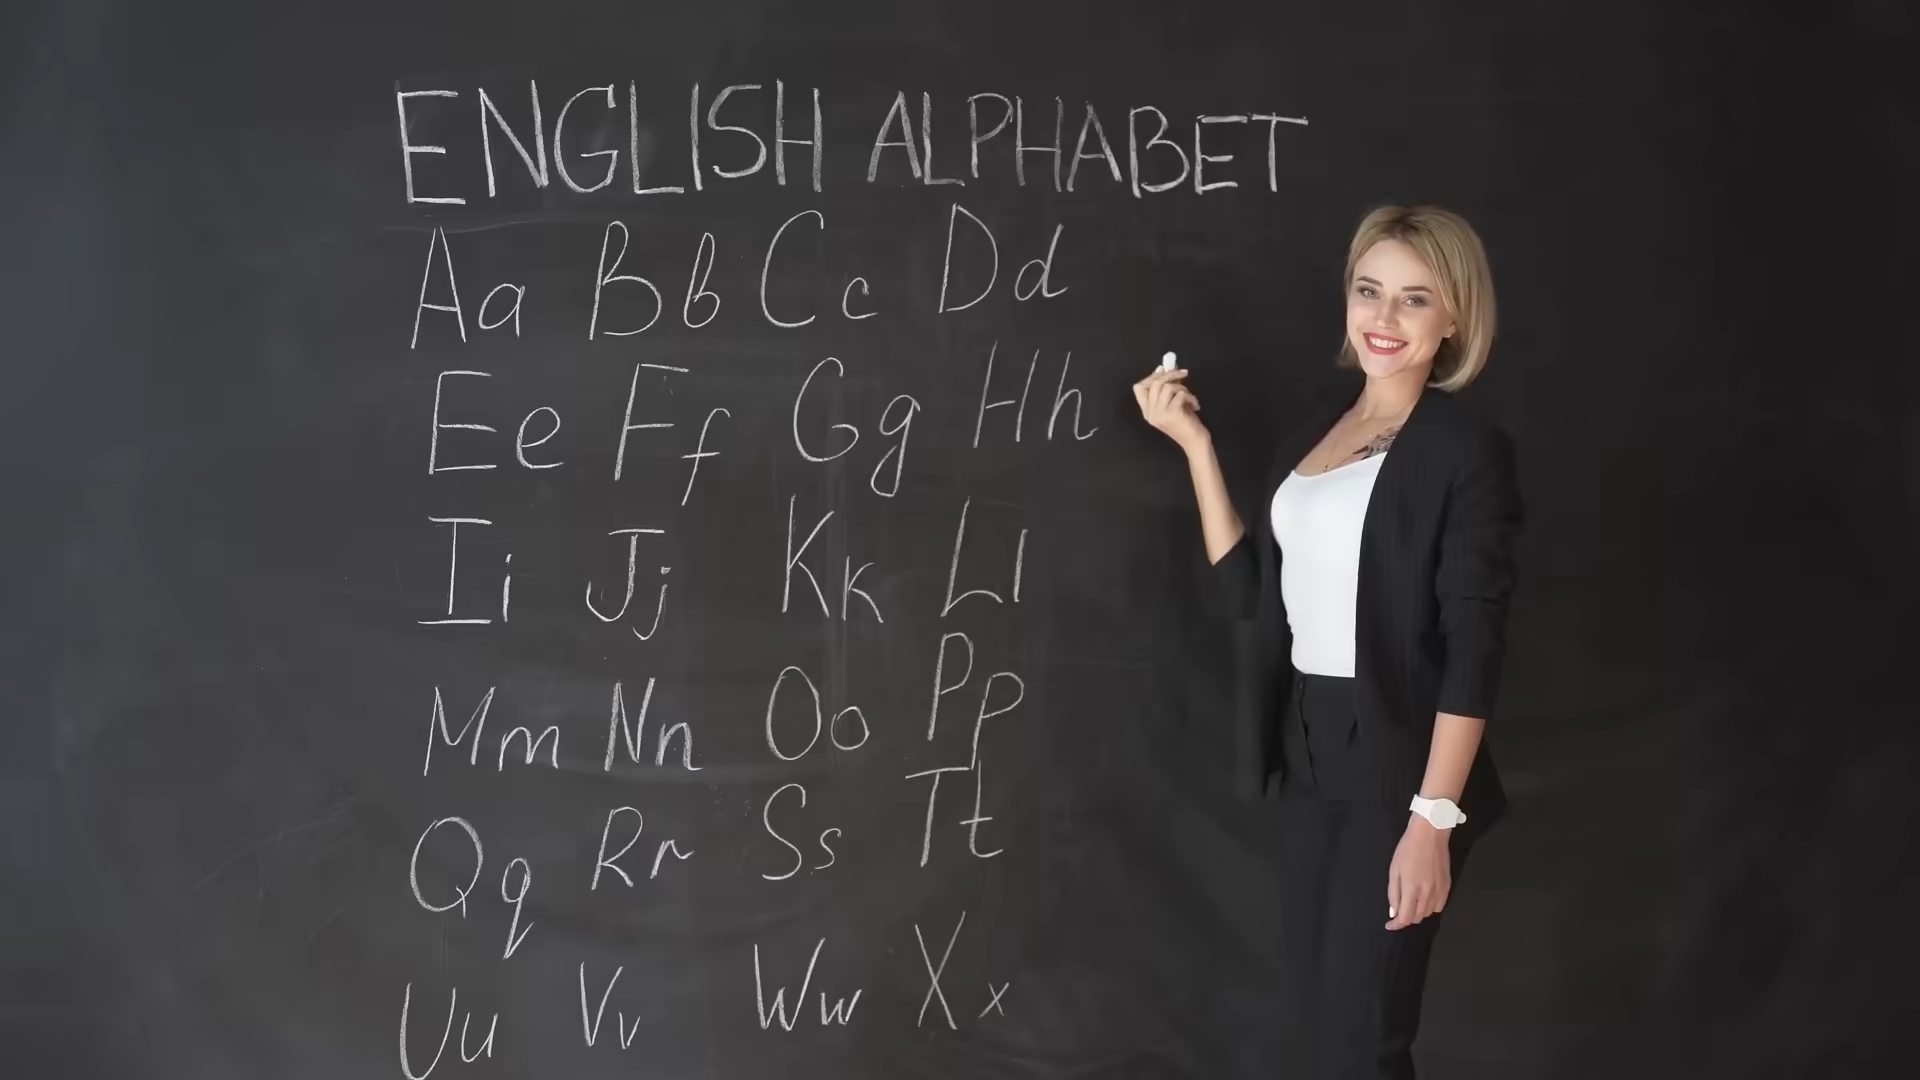 ENGLISH ALPHABET
Aa Bb Cc Dd
Ee Ff Gg Hh
Ii Jj Kk Ll
Mm Nn Oo Pp
Qq Rr Ss Tt
Uu Vv Ww Xx